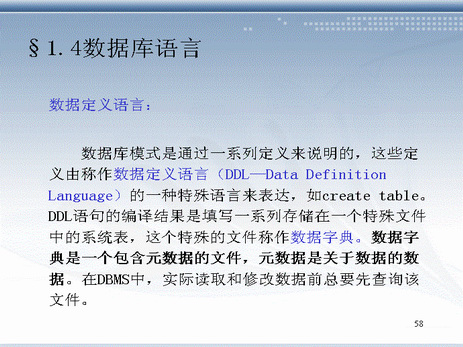 §1.4数据库语言
数据定义语言：
数据库模式是通过一系列定义来说明的，这些定
义由称作数据定义语言（DDL—Data Definition
Language）的一种特殊语言来表达，如create table。
DDL语句的编译结果是填写一系列存储在一个特殊文件
中的系统表，这个特殊的文件称作数据字典。数据字
典是一个包含元数据的文件，元数据是关于数据的数
据。在DBMS中，实际读取和修改数据前总要先查询该
文件。
58